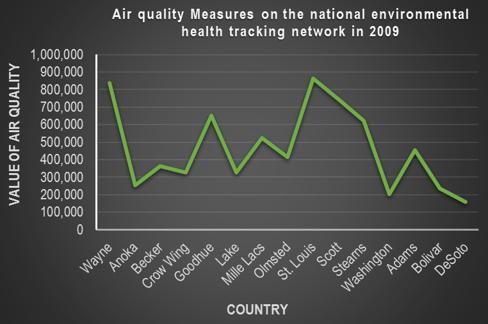 Air quality Measures on the national environmental
health tracking network in 2009
VALUE OF AIR QUALITY
1,000,000
900,000
800,000
700,000
600,000
500,000
400,000
300,000
200,000
100,000
0
Wayne
Anoka
Becker
Crow Wing
Goodhue
Lake
Mille Lacs
Olmsted
St. Louis
Scott
Stearns
Washington
Adams
Bolivar
DeSoto
COUNTRY